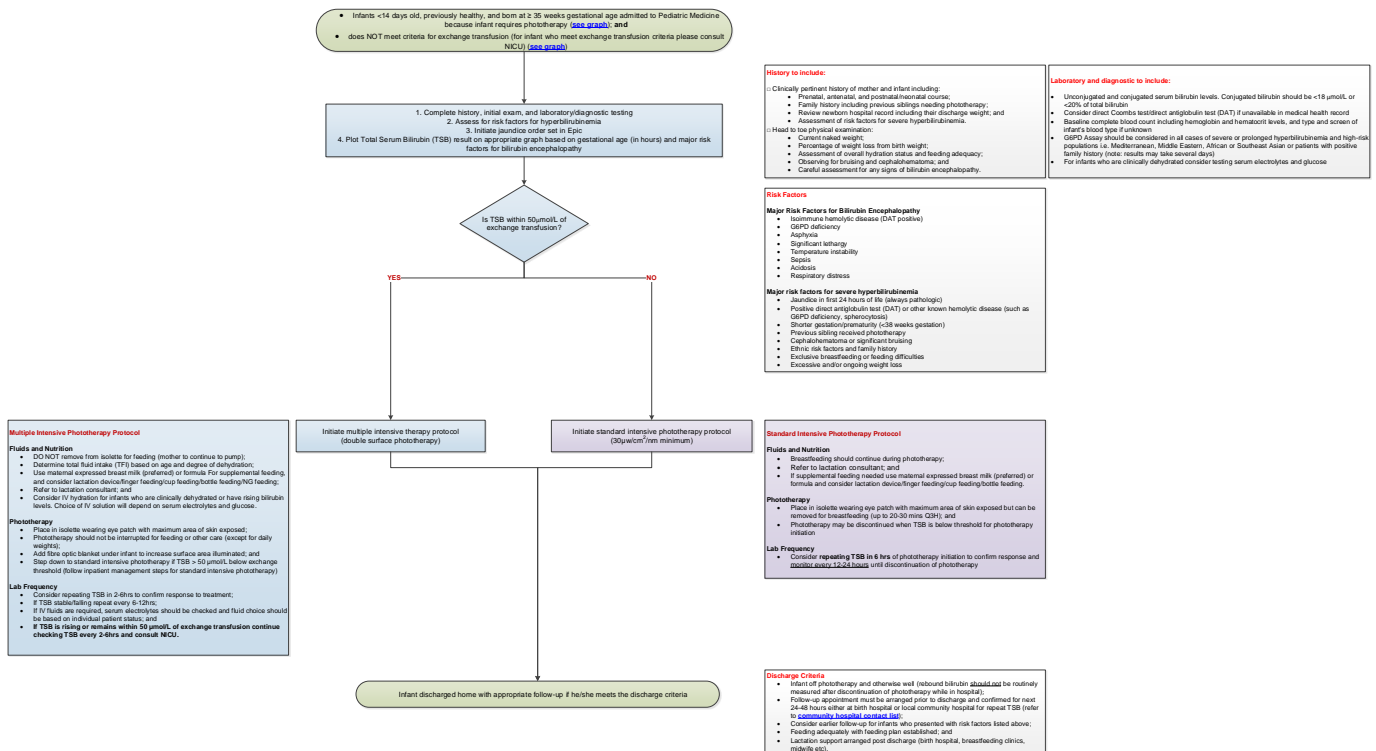 • Infants <14 days old, previously healthy, and born at ≥ 35 weeks gestational age admitted to Pediatric Medicine
because infant requires phototherapy (see graph); and
• does NOT meet criteria for exchange transfusion (for infant who meet exchange transfusion criteria please consult
NICU) (see graph)
1. Complete history, initial exam, and laboratory/diagnostic testing
2. Assess for risk factors for hyperbilirubinemia
3. Initiate jaundice order set in Epic
4. Plot Total Serum Bilirubin (TSB) result on appropriate graph based on gestational age (in hours) and major risk
factors for bilirubin encephalopathy
Is TSB within 50µmol/L of
exchange transfusion?
YES
NO
Initiate multiple intensive therapy protocol
(double surface phototherapy)
Initiate standard intensive phototherapy protocol
(30µw/cm²/nm minimum)
Infant discharged home with appropriate follow-up if he/she meets the discharge criteria
History to include:
□ Clinically pertinent history of mother and infant including:
• Prenatal, antenatal, and postnatal/neonatal course;
• Family history including previous siblings needing phototherapy;
• Review newborn hospital record including their discharge weight; and
• Assessment of risk factors for severe hyperbilirubinemia.
□ Head to toe physical examination:
• Current naked weight;
• Percentage of weight loss from birth weight;
• Assessment of overall hydration status and feeding adequacy;
• Observing for bruising and cephalohematoma; and
• Careful assessment for any signs of bilirubin encephalopathy.
Laboratory and diagnostic to include:
• Unconjugated and conjugated serum bilirubin levels. Conjugated bilirubin should be <18 µmol/L or
<20% of total bilirubin
• Consider direct Coombs test/direct antiglobulin test (DAT) if unavailable in medical health record
• Baseline complete blood count including hemoglobin and hematocrit levels, and type and screen of
infant's blood type if unknown
• G6PD Assay should be considered in all cases of severe or prolonged hyperbilirubinemia and high-risk
populations i.e. Mediterranean, Middle Eastern, African or Southeast Asian or patients with positive
family history (note: results may take several days)
• For infants who are clinically dehydrated consider testing serum electrolytes and glucose
Risk Factors
Major Risk Factors for Bilirubin Encephalopathy
• Isoimmune hemolytic disease (DAT positive)
• G6PD deficiency
• Asphyxia
• Significant lethargy
• Temperature instability
• Sepsis
• Acidosis
• Respiratory distress
Major risk factors for severe hyperbilirubinemia
• Jaundice in first 24 hours of life (always pathologic)
• Positive direct antiglobulin test (DAT) or other known hemolytic disease (such as
G6PD deficiency, spherocytosis)
• Shorter gestation/prematurity (<38 weeks gestation)
• Previous sibling received phototherapy
• Cephalohematoma or significant bruising
• Ethnic risk factors and family history
• Exclusive breastfeeding or feeding difficulties
• Excessive and/or ongoing weight loss
Multiple Intensive Phototherapy Protocol
Fluids and Nutrition
• DO NOT remove from isolette for feeding (mother to continue to pump);
• Determine total fluid intake (TFI) based on age and degree of dehydration;
• Use maternal expressed breast milk (preferred) or formula For supplemental feeding,
and consider lactation device/finger feeding/cup feeding/bottle feeding/NG feeding;
• Refer to lactation consultant; and
• Consider IV hydration for infants who are clinically dehydrated or have rising bilirubin
levels. Choice of IV solution will depend on serum electrolytes and glucose.
Phototherapy
• Place in isolette wearing eye patch with maximum area of skin exposed;
• Phototherapy should not be interrupted for feeding or other care (except for daily
weights);
• Add fibre optic blanket under infant to increase surface area illuminated; and
• Step down to standard intensive phototherapy if TSB > 50 µmol/L below exchange
threshold (follow inpatient management steps for standard intensive phototherapy)
Lab Frequency
• Consider repeating TSB in 2-6hrs to confirm response to treatment;
• If TSB stable/falling repeat every 6-12hrs;
• If IV fluids are required, serum electrolytes should be checked and fluid choice should
be based on individual patient status; and
• If TSB is rising or remains within 50 µmol/L of exchange transfusion continue
checking TSB every 2-6hrs and consult NICU.
Standard Intensive Phototherapy Protocol
Fluids and Nutrition
• Breastfeeding should continue during phototherapy;
• Refer to lactation consultant; and
• If supplemental feeding needed use maternal expressed breast milk (preferred) or
formula and consider lactation device/finger feeding/cup feeding/bottle feeding.
Phototherapy
• Place in isolette wearing eye patch with maximum area of skin exposed but can be
removed for breastfeeding (up to 20-30 mins Q3H); and
• Phototherapy may be discontinued when TSB is below threshold for phototherapy
initiation
Lab Frequency
• Consider repeating TSB in 6 hrs of phototherapy initiation to confirm response and
monitor every 12-24 hours until discontinuation of phototherapy
Discharge Criteria
• Infant off phototherapy and otherwise well (rebound bilirubin should not be routinely
measured after discontinuation of phototherapy while in hospital);
• Follow-up appointment must be arranged prior to discharge and confirmed for next
24-48 hours either at birth hospital or local community hospital for repeat TSB (refer
to community hospital contact list);
• Consider earlier follow-up for infants who presented with risk factors listed above;
• Feeding adequately with feeding plan established; and
• Lactation support arranged post discharge (birth hospital, breastfeeding clinics,
midwife etc).